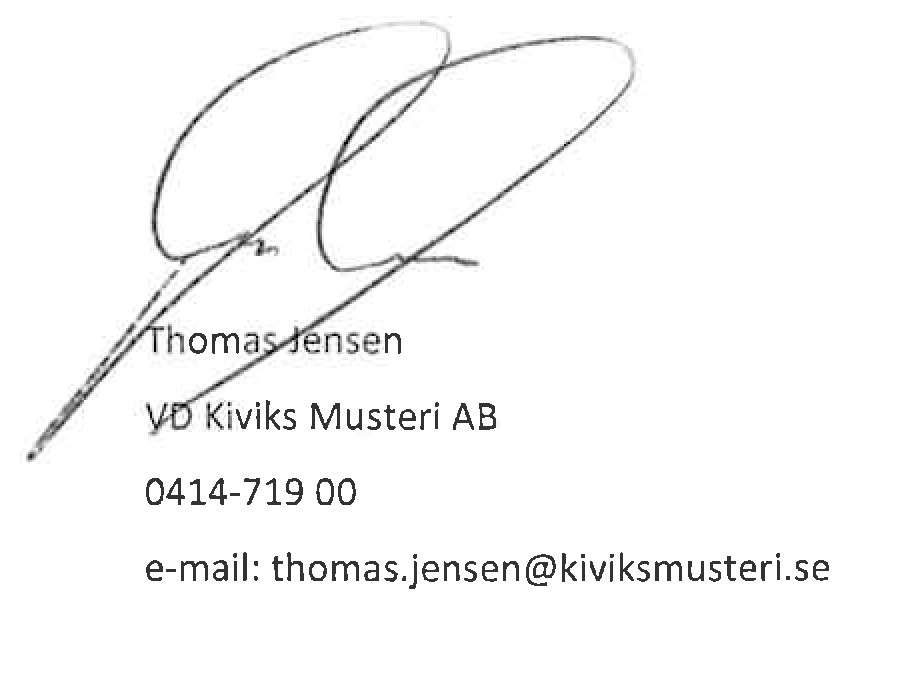 Thomas Jensen
VD Kiviks Musteri AB
0414-719 00
e-mail: thomas.jensen@kiviksmusteri.se